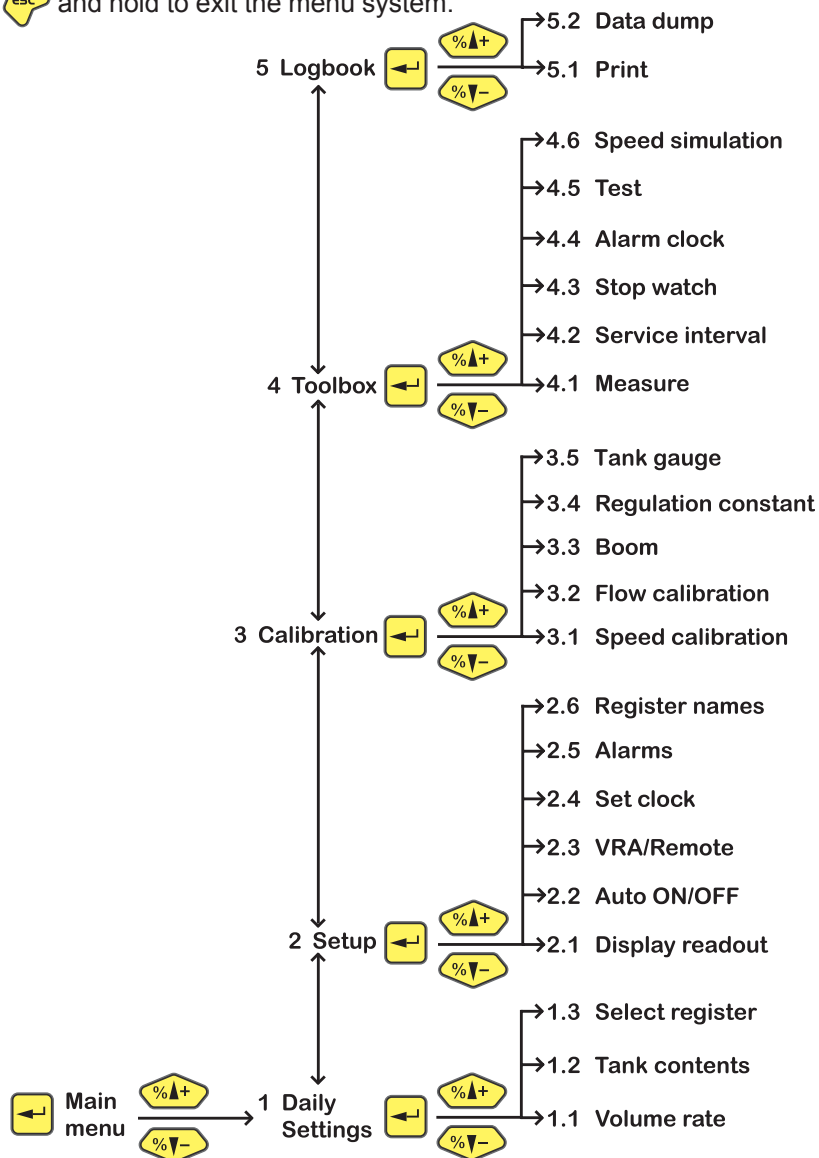 ESC and hold to exit the menu system.
5.2 Data dump
%+
5 Logbook
5.1 Print
%-
4.6 Speed simulation
4.5 Test
4.4 Alarm clock
4.3 Stop watch
4.2 Service interval
%+
4 Toolbox
4.1 Measure
%-
3.5 Tank gauge
3.4 Regulation constant
3.3 Boom
3.2 Flow calibration
%+
3 Calibration
3.1 Speed calibration
%-
2.6 Register names
2.5 Alarms
2.4 Set clock
2.3 VRA/Remote
2.2 Auto ON/OFF
%+
2 Setup
2.1 Display readout
%-
1.3 Select register
1.2 Tank contents
%+
%+
Main
menu
1 Daily
Settings
1.1 Volume rate
%-
%-